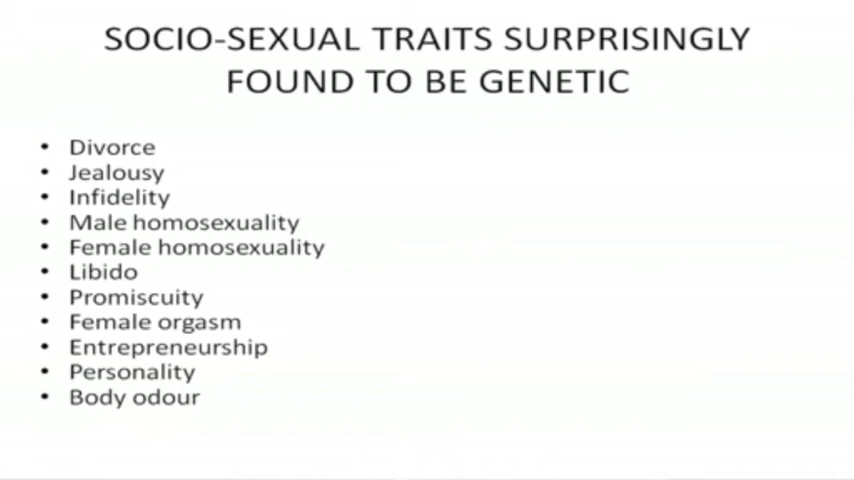 SOCIO-SEXUAL TRAITS SURPRISINGLY
FOUND TO BE GENETIC
• Divorce
• Jealousy
• Infidelity
• Male homosexuality
• Female homosexuality
• Libido
• Promiscuity
• Female orgasm
• Entrepreneurship
• Personality
• Body odour